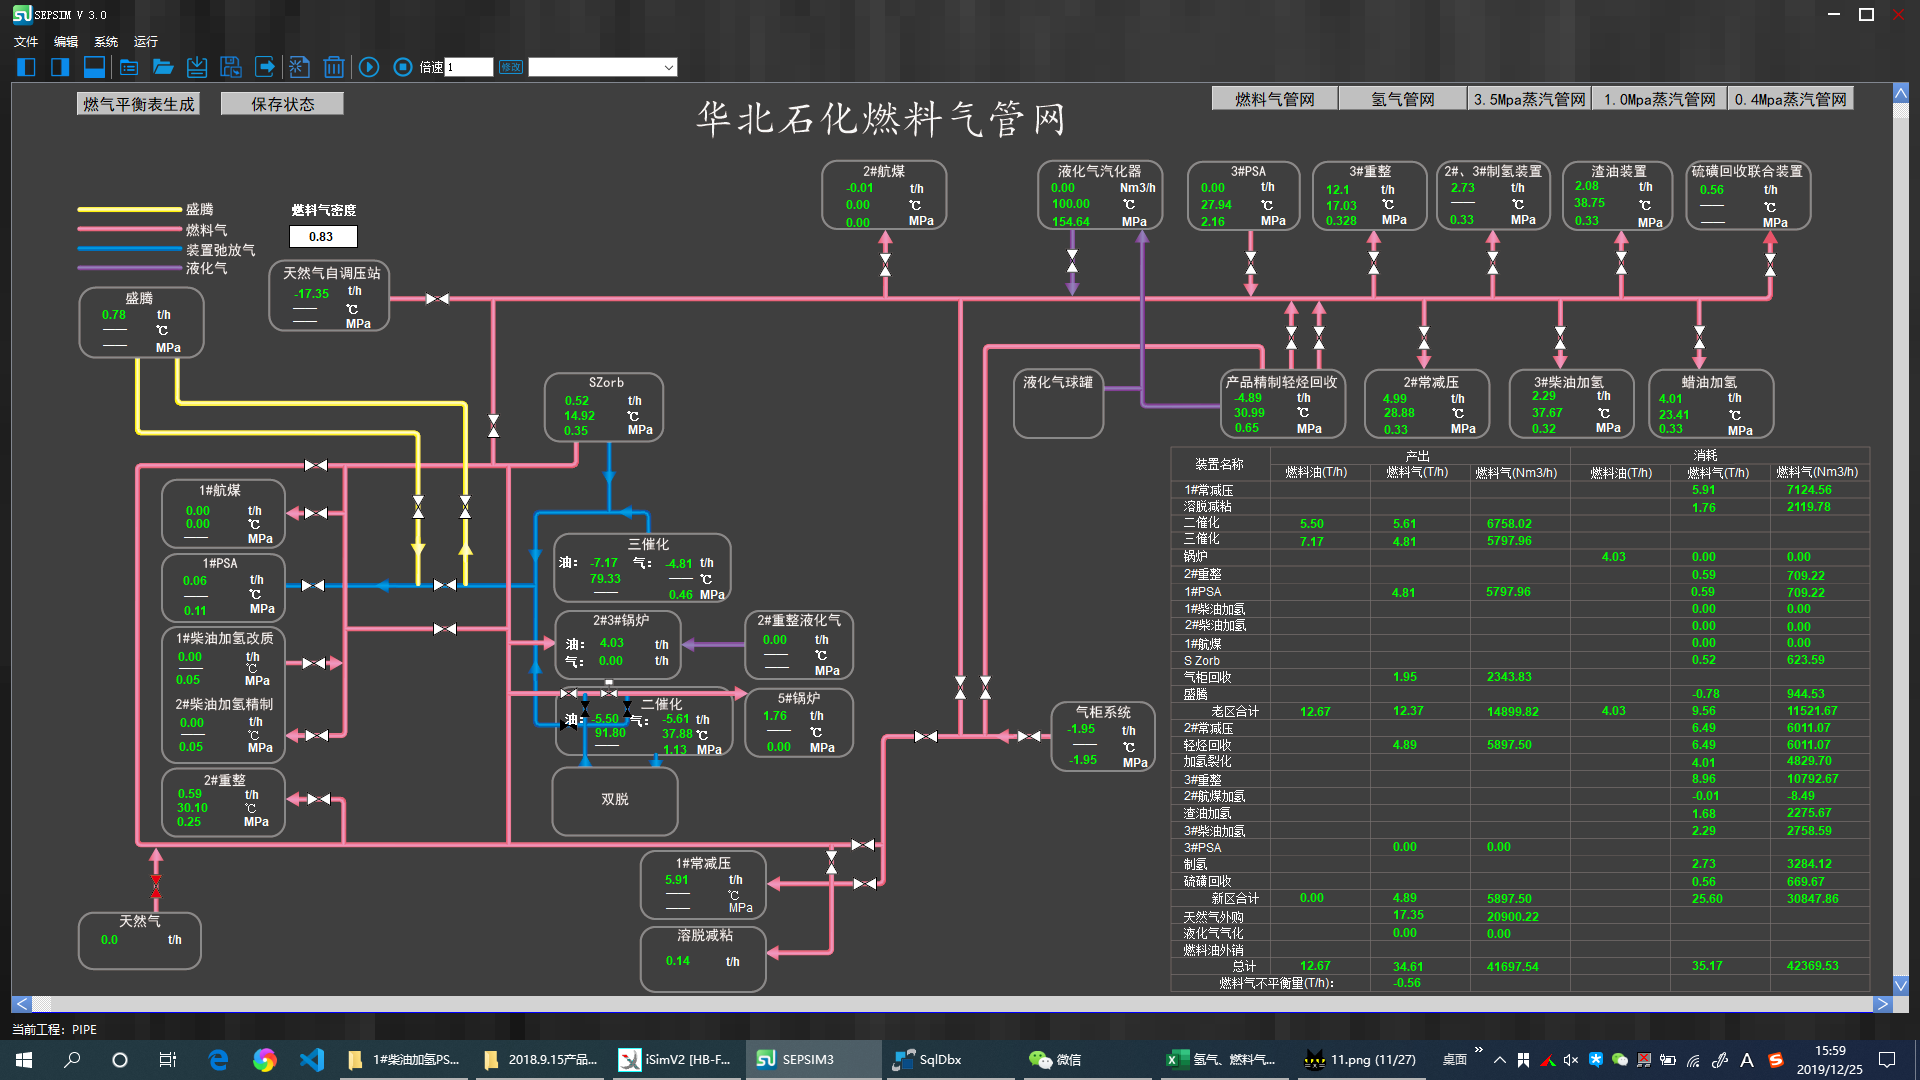 SEPSIM V 3.0
文件 编辑 系统 运行
倍速 1 修改
燃气平衡表生成 保存状态
华北石化燃料气管网
燃料气管网 氢气管网 3.5Mpa蒸汽管网 1.0Mpa蒸汽管网 0.4Mpa蒸汽管网
盛腾
燃料气
装置弛放气
液化气
燃料气密度
0.83
2#航煤
-0.01 t/h
0.00 ℃
0.00 MPa
液化气汽化器
0.00 Nm3/h
100.00 ℃
154.64 MPa
3#PSA
0.00 t/h
27.94 ℃
2.16 MPa
3#重整
12.1 t/h
17.03 ℃
0.328 MPa
2#、3#制氢装置
2.73 t/h
—— ℃
0.33 MPa
渣油装置
2.08 t/h
38.75 ℃
0.33 MPa
硫磺回收联合装置
0.56 t/h
—— ℃
—— MPa
天然气自调压站
-17.35 t/h
—— ℃
—— MPa
盛腾
0.78 t/h
—— ℃
—— MPa
SZorb
0.52 t/h
14.92 ℃
0.35 MPa
液化气球罐
产品精制轻烃回收
-4.89 t/h
30.99 ℃
0.65 MPa
2#常减压
4.99 t/h
28.88 ℃
0.33 MPa
3#柴油加氢
2.29 t/h
37.67 ℃
0.32 MPa
蜡油加氢
4.01 t/h
23.41 ℃
0.33 MPa
1#航煤
0.00 t/h
0.00 ℃
MPa
1#PSA
0.06 t/h
—— ℃
0.11 MPa
1#柴油加氢改质
0.00 t/h
—— ℃
0.05 MPa
2#柴油加氢精制
0.00 t/h
—— ℃
0.05 MPa
2#重整
0.59 t/h
30.10 ℃
0.25 MPa
天然气
0.0 t/h
三催化
油: -7.17 气: -4.81 t/h
79.33 —— ℃
—— 0.46 MPa
2#3#锅炉
油: 4.03 t/h
气: 0.00 t/h
2#重整液化气
0.00 t/h
—— ℃
—— MPa
二催化
油: -5.50 气: -5.61 t/h
91.80 37.88 ℃
—— 1.13 MPa
5#锅炉
1.76 t/h
—— ℃
0.00 MPa
双脱
气柜系统
-1.95 t/h
—— ℃
-1.95 MPa
1#常减压
5.91 t/h
—— ℃
—— MPa
溶脱减粘
0.14 t/h
装置名称 产出 消耗
燃料油(T/h) 燃料气(T/h) 燃料气(Nm3/h) 燃料油(T/h) 燃料气(T/h) 燃料气(Nm3/h)
1#常减压 5.91 7124.56
溶脱减粘 1.76 2119.78
二催化 5.50 5.61 6758.02
三催化 7.17 4.81 5797.96
锅炉 4.03 0.00 0.00
2#重整 0.59 709.22
1#PSA 4.81 5797.96 0.59 709.22
1#柴油加氢 0.00 0.00
2#柴油加氢 0.00 0.00
1#航煤 0.00 0.00
S Zorb 0.52 623.59
气柜回收 1.95 2343.83
盛腾 -0.78 944.53
老区合计 12.67 12.37 14899.82 4.03 9.56 11521.67
2#常减压 6.49 6011.07
轻烃回收 4.89 5897.50 6.49 6011.07
加氢裂化 4.01 4829.70
3#重整 8.96 10792.67
2#航煤加氢 -0.01 -8.49
渣油加氢 1.68 2275.67
3#柴油加氢 2.29 2758.59
3#PSA 0.00 0.00
制氢 2.73 3284.12
硫磺回收 0.56 669.67
新区合计 0.00 4.89 5897.50 25.60 30847.86
天然气外购 17.35 20900.22
液化气气化 0.00 0.00
燃料油外销
总计 12.67 34.61 41697.54 35.17 42369.53
燃料气不平衡量(T/h): -0.56
当前工程: PIPE
1#柴油加氢PS... 2018.9.15产品... iSimV2 [HB-F... SEPSIM3 SqlDbx 微信 氢气、燃料气... 11.png (11/27) 桌面
15:59
2019/12/25